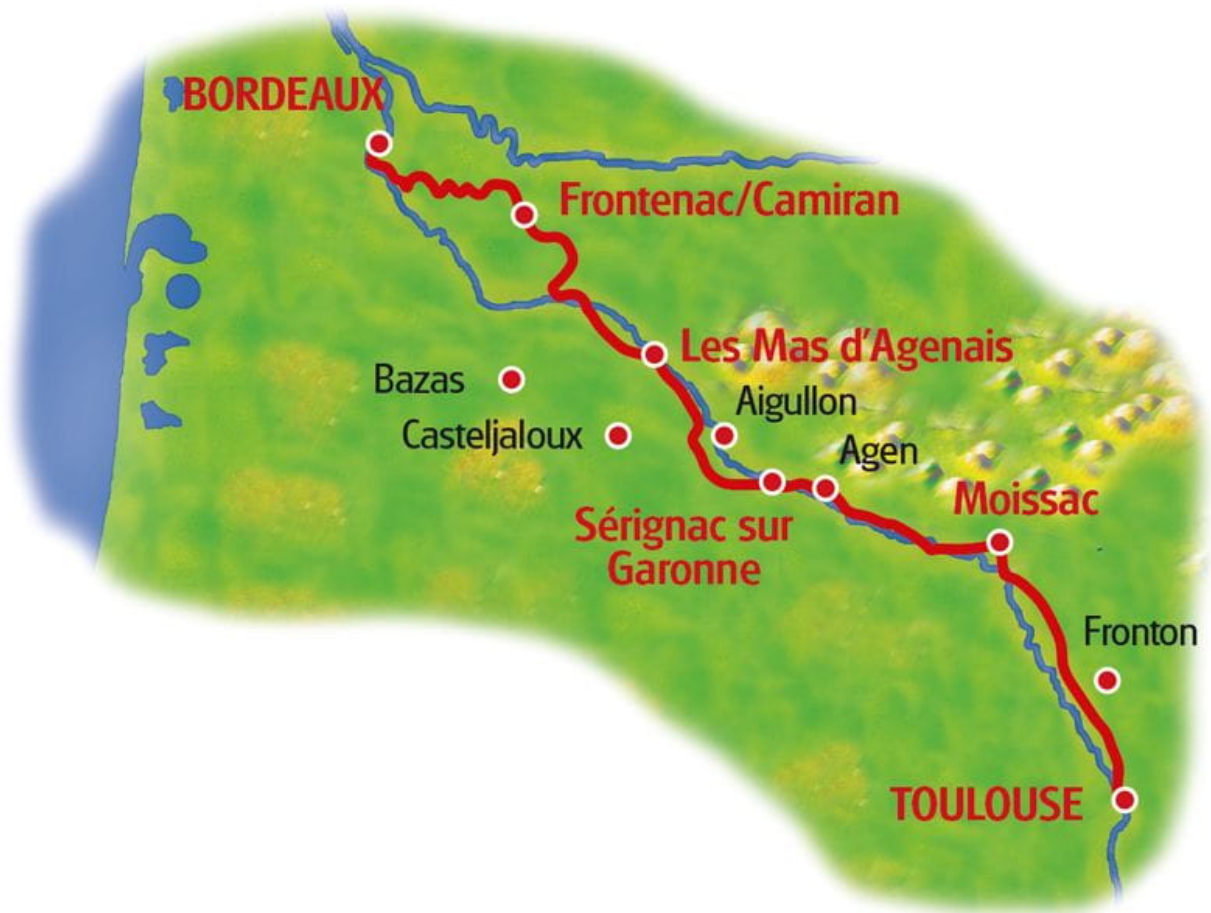 BORDEAUX
Frontenac/Camiran
Les Mas d'Agenais
Bazas
Aigullon
Casteljaloux
Agen
Moissac
Sérignac sur
Garonne
Fronton
TOULOUSE